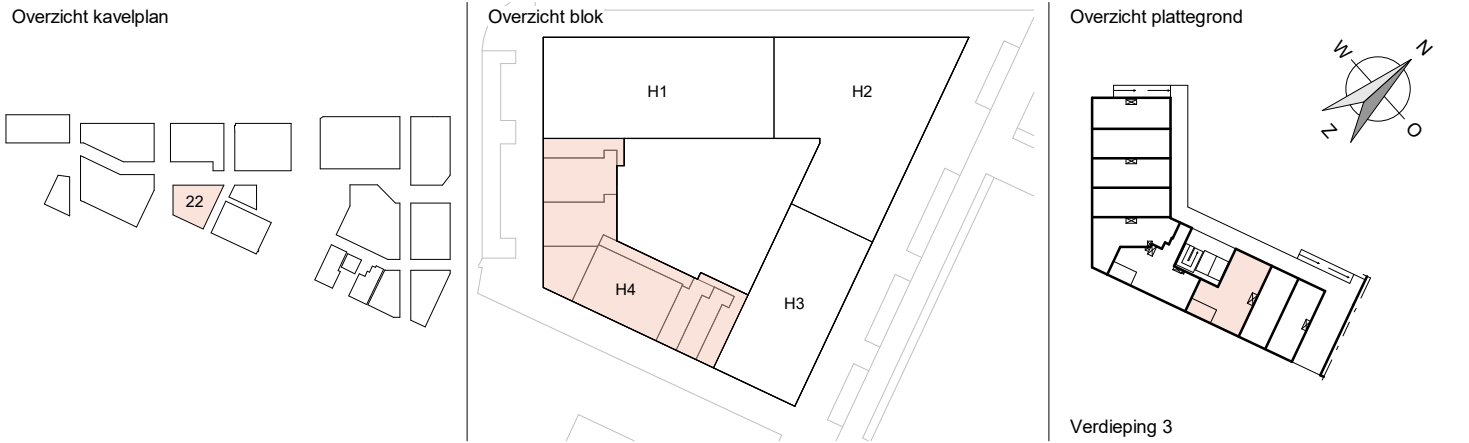 Overzicht kavelplan
22
Overzicht blok
H1
H2
H4
H3
Overzicht plattegrond
W
N
Z
O
Verdieping 3